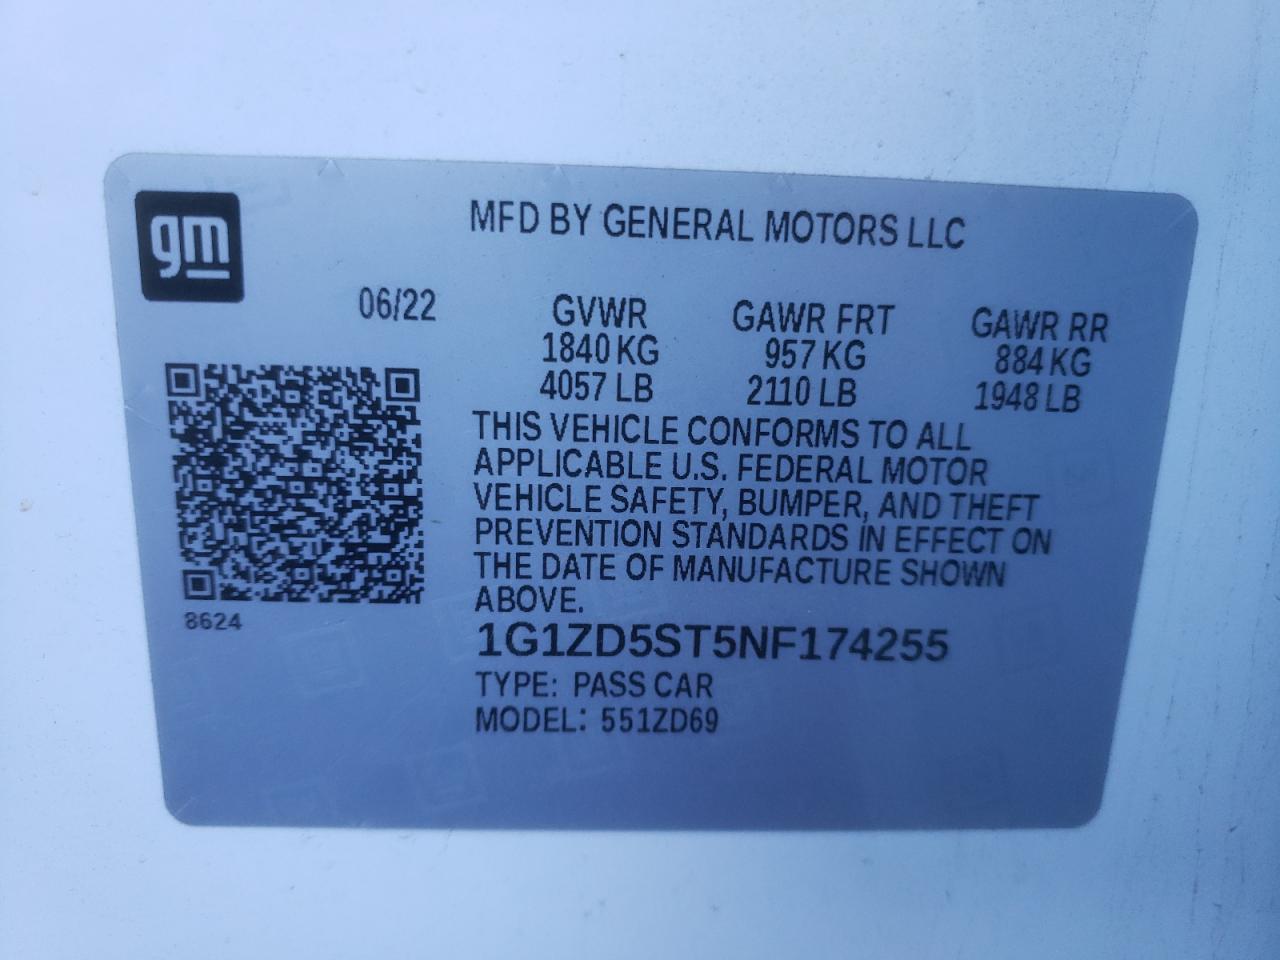 gm
MFD BY GENERAL MOTORS LLC
06/22
GVWR GAWR FRT GAWR RR
1840 KG 957 KG 884 KG
4057 LB 2110 LB 1948 LB
THIS VEHICLE CONFORMS TO ALL
APPLICABLE U.S. FEDERAL MOTOR
VEHICLE SAFETY, BUMPER, AND THEFT
PREVENTION STANDARDS IN EFFECT ON
THE DATE OF MANUFACTURE SHOWN
ABOVE.
8624
1G1ZD5ST5NF174255
TYPE: PASS CAR
MODEL: 551ZD69